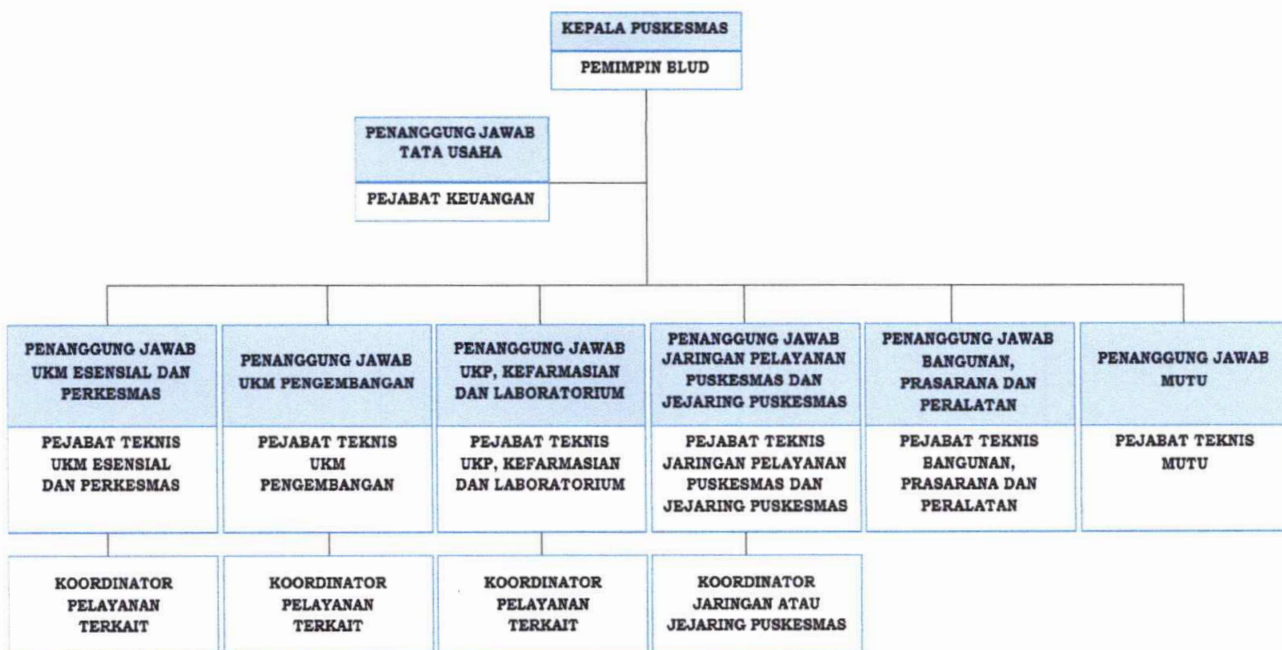 KEPALA PUSKESMAS
PEMIMPIN BLUD
PENANGGUNG JAWAB
TATA USAHA
PEJABAT KEUANGAN
PENANGGUNG JAWAB
UKM ESENSIAL DAN
PERKESMAS
PEJABAT TEKNIS
UKM ESENSIAL
DAN PERKESMAS
KOORDINATOR
PELAYANAN
TERKAIT
PENANGGUNG JAWAB
UKM PENGEMBANGAN
PEJABAT TEKNIS
UKM
PENGEMBANGAN
KOORDINATOR
PELAYANAN
TERKAIT
PENANGGUNG JAWAB
UKP, KEFARMASIAN
DAN LABORATORIUM
PEJABAT TEKNIS
UKP, KEFARMASIAN
DAN LABORATORIUM
KOORDINATOR
PELAYANAN
TERKAIT
PENANGGUNG JAWAB
JARINGAN PELAYANAN
PUSKESMAS DAN
JEJARING PUSKESMAS
PEJABAT TEKNIS
JARINGAN PELAYANAN
PUSKESMAS DAN
JEJARING PUSKESMAS
KOORDINATOR
JARINGAN ATAU
JEJARING PUSKESMAS
PENANGGUNG JAWAB
BANGUNAN,
PRASARANA DAN
PERALATAN
PEJABAT TEKNIS
BANGUNAN,
PRASARANA DAN
PERALATAN
PENANGGUNG JAWAB
MUTU
PEJABAT TEKNIS
MUTU